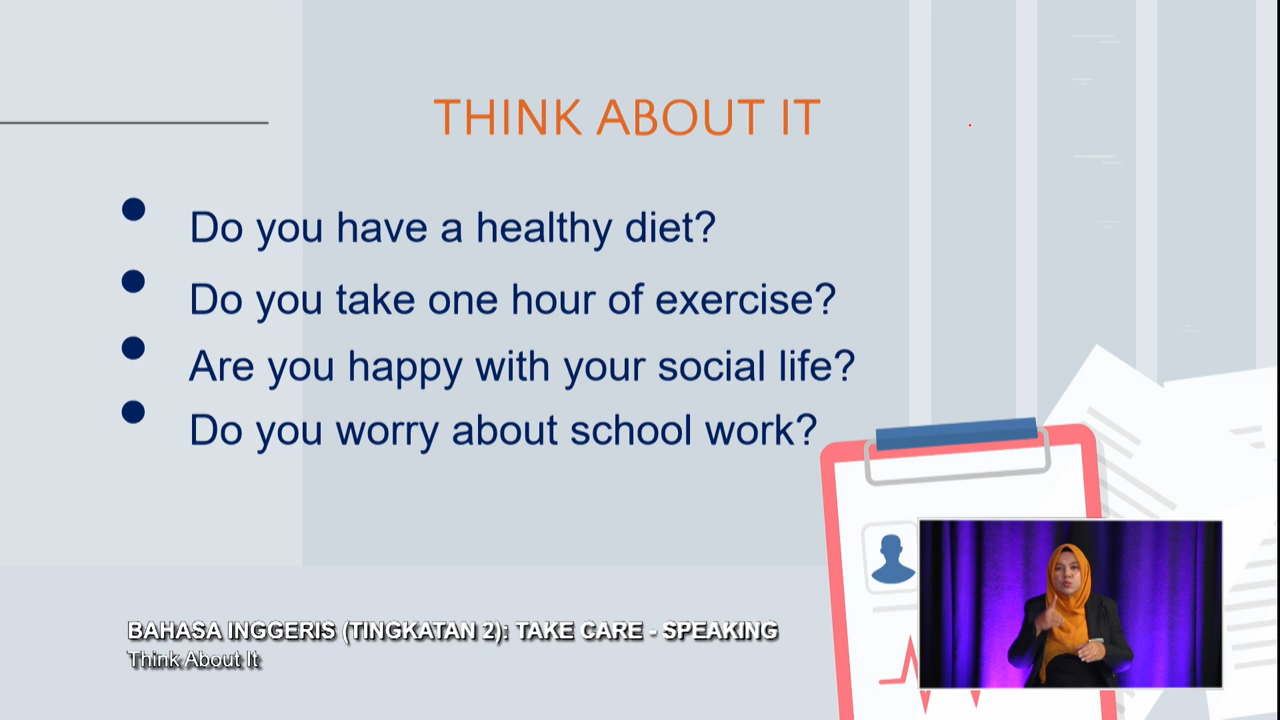 THINK ABOUT IT
Do you have a healthy diet?
Do you take one hour of exercise?
Are you happy with your social life?
Do you worry about school work?
BAHASA INGGERIS (TINGKATAN 2): TAKE CARE - SPEAKING
Think About It